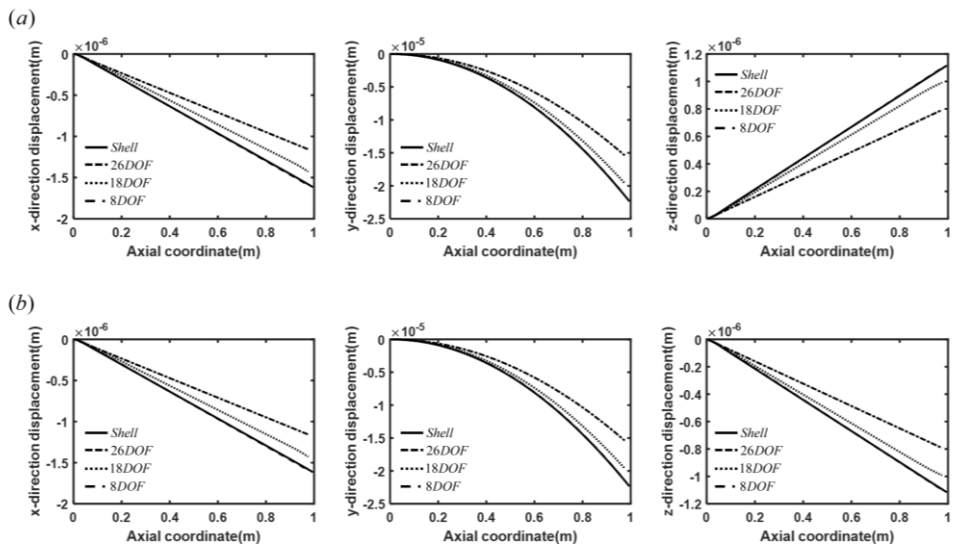 (a)
×10⁻⁶
0
-0.5
-1
-1.5
-2
x-direction displacement(m)
Shell
26DOF
18DOF
8DOF
0 0.2 0.4 0.6 0.8 1
Axial coordinate(m)
×10⁻⁵
0
-0.5
-1
-1.5
-2
-2.5
y-direction displacement(m)
Shell
26DOF
18DOF
8DOF
0 0.2 0.4 0.6 0.8 1
Axial coordinate(m)
×10⁻⁶
1.2
1
0.8
0.6
0.4
0.2
0
z-direction displacement(m)
Shell
26DOF
18DOF
8DOF
0 0.2 0.4 0.6 0.8 1
Axial coordinate(m)
(b)
×10⁻⁶
0
-0.5
-1
-1.5
-2
x-direction displacement(m)
Shell
26DOF
18DOF
8DOF
0 0.2 0.4 0.6 0.8 1
Axial coordinate(m)
×10⁻⁵
0
-0.5
-1
-1.5
-2
-2.5
y-direction displacement(m)
Shell
26DOF
18DOF
8DOF
0 0.2 0.4 0.6 0.8 1
Axial coordinate(m)
×10⁻⁶
0
-0.2
-0.4
-0.6
-0.8
-1
-1.2
z-direction displacement(m)
Shell
26DOF
18DOF
8DOF
0 0.2 0.4 0.6 0.8 1
Axial coordinate(m)